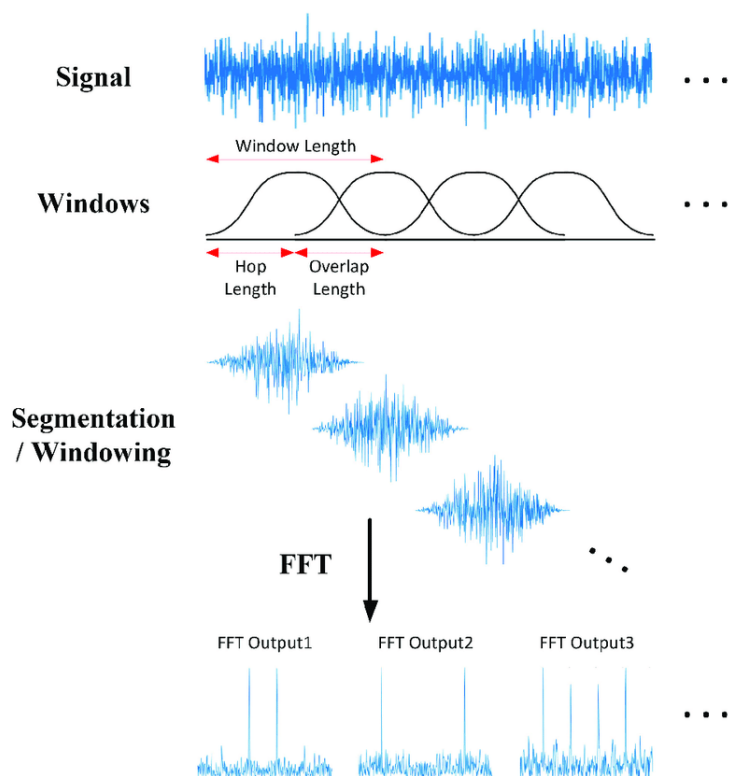 Signal
Window Length
Windows
Hop
Length
Overlap
Length
Segmentation
/ Windowing
FFT
FFT Output1
FFT Output2
FFT Output3